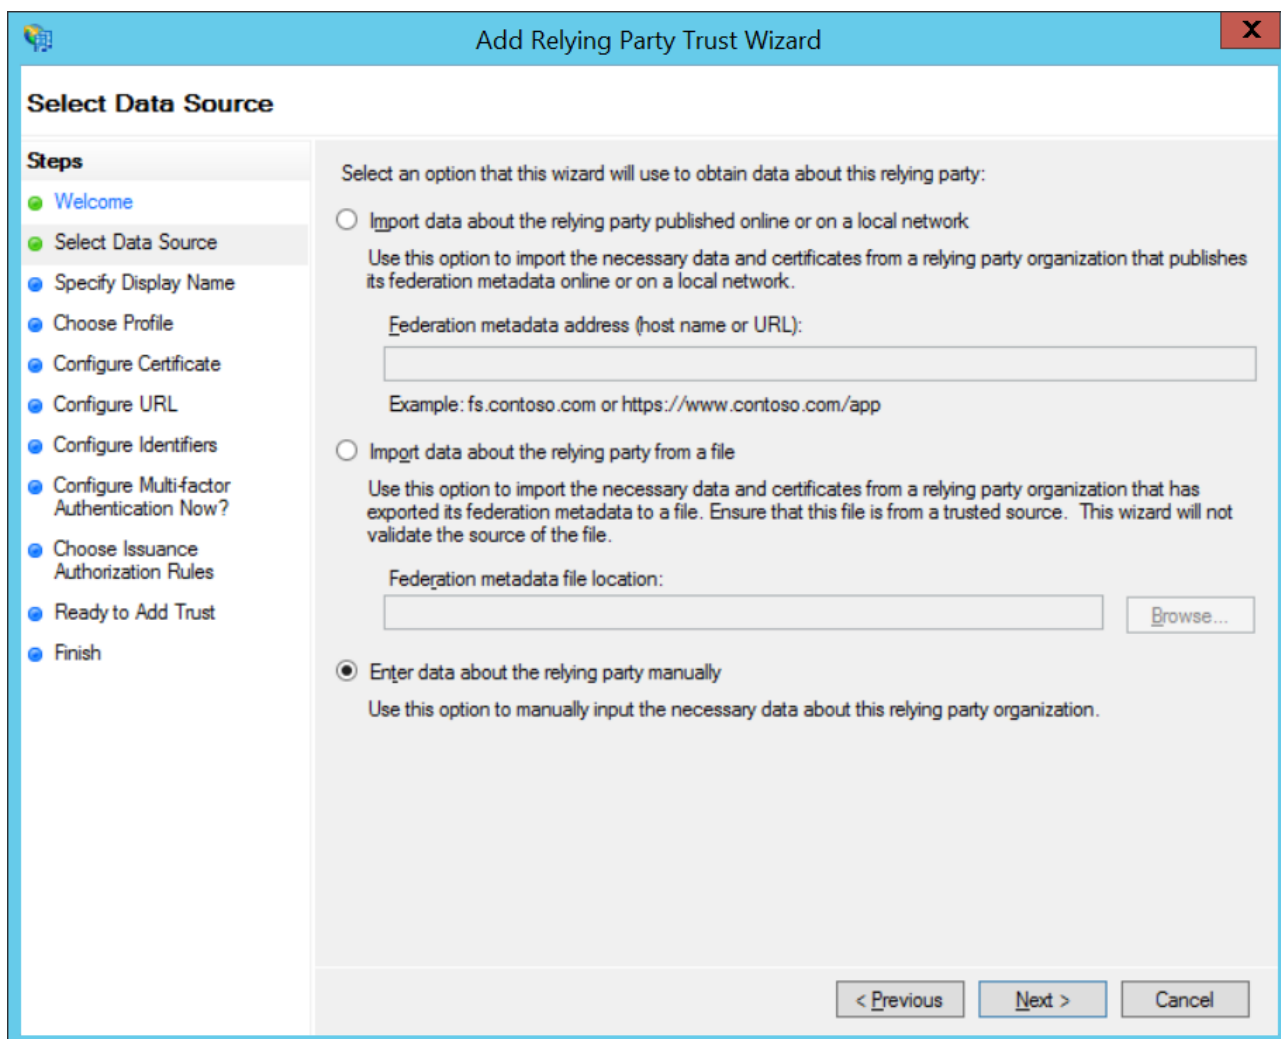 Add Relying Party Trust Wizard
X
Select Data Source
Steps
Welcome
Select Data Source
Specify Display Name
Choose Profile
Configure Certificate
Configure URL
Configure Identifiers
Configure Multi-factor
Authentication Now?
Choose Issuance
Authorization Rules
Ready to Add Trust
Finish
Select an option that this wizard will use to obtain data about this relying party:
Import data about the relying party published online or on a local network
Use this option to import the necessary data and certificates from a relying party organization that publishes
its federation metadata online or on a local network.
Federation metadata address (host name or URL):
Example: fs.contoso.com or https://www.contoso.com/app
Import data about the relying party from a file
Use this option to import the necessary data and certificates from a relying party organization that has
exported its federation metadata to a file. Ensure that this file is from a trusted source.  This wizard will not
validate the source of the file.
Federation metadata file location:
Browse...
Enter data about the relying party manually
Use this option to manually input the necessary data about this relying party organization.
< Previous
Next >
Cancel